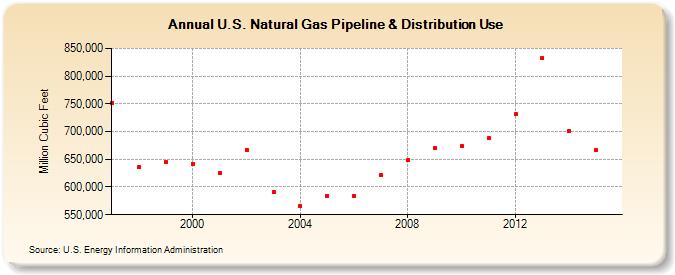 Annual U.S. Natural Gas Pipeline & Distribution Use
Million Cubic Feet
850,000
800,000
750,000
700,000
650,000
600,000
550,000
2000 2004 2008 2012
Source: U.S. Energy Information Administration